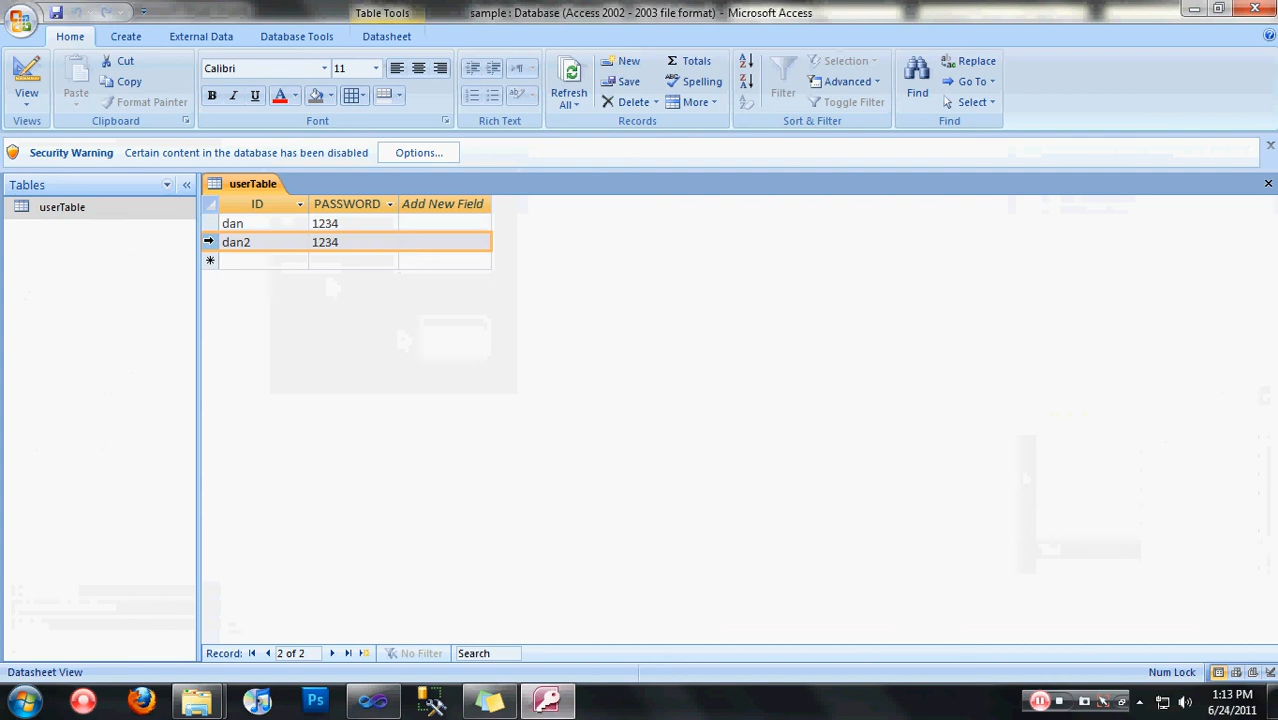 Table Tools sample : Database (Access 2002 - 2003 file format) - Microsoft Access
Home Create External Data Database Tools Datasheet
View
Views
Paste
Cut
Copy
Format Painter
Clipboard
Calibri 11
B I U A
Font
Rich Text
Refresh
All
New
Save
Delete
Totals
Spelling
More
Records
Filter
Selection
Advanced
Toggle Filter
Sort & Filter
Find
Replace
Go To
Select
Find
Security Warning Certain content in the database has been disabled Options...
Tables
userTable
userTable
ID PASSWORD Add New Field
dan 1234
dan2 1234
Record: 2 of 2 No Filter Search
Datasheet View Num Lock
Ps
1:13 PM
6/24/2011